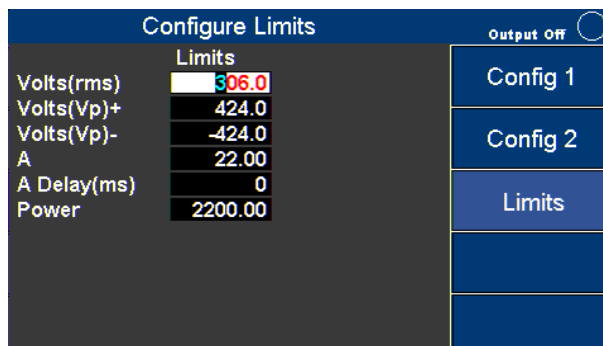 Configure Limits
Output Off
Limits
Volts(rms) 306.0
Volts(Vp)+ 424.0
Volts(Vp)- -424.0
A 22.00
A Delay(ms) 0
Power 2200.00
Config 1
Config 2
Limits